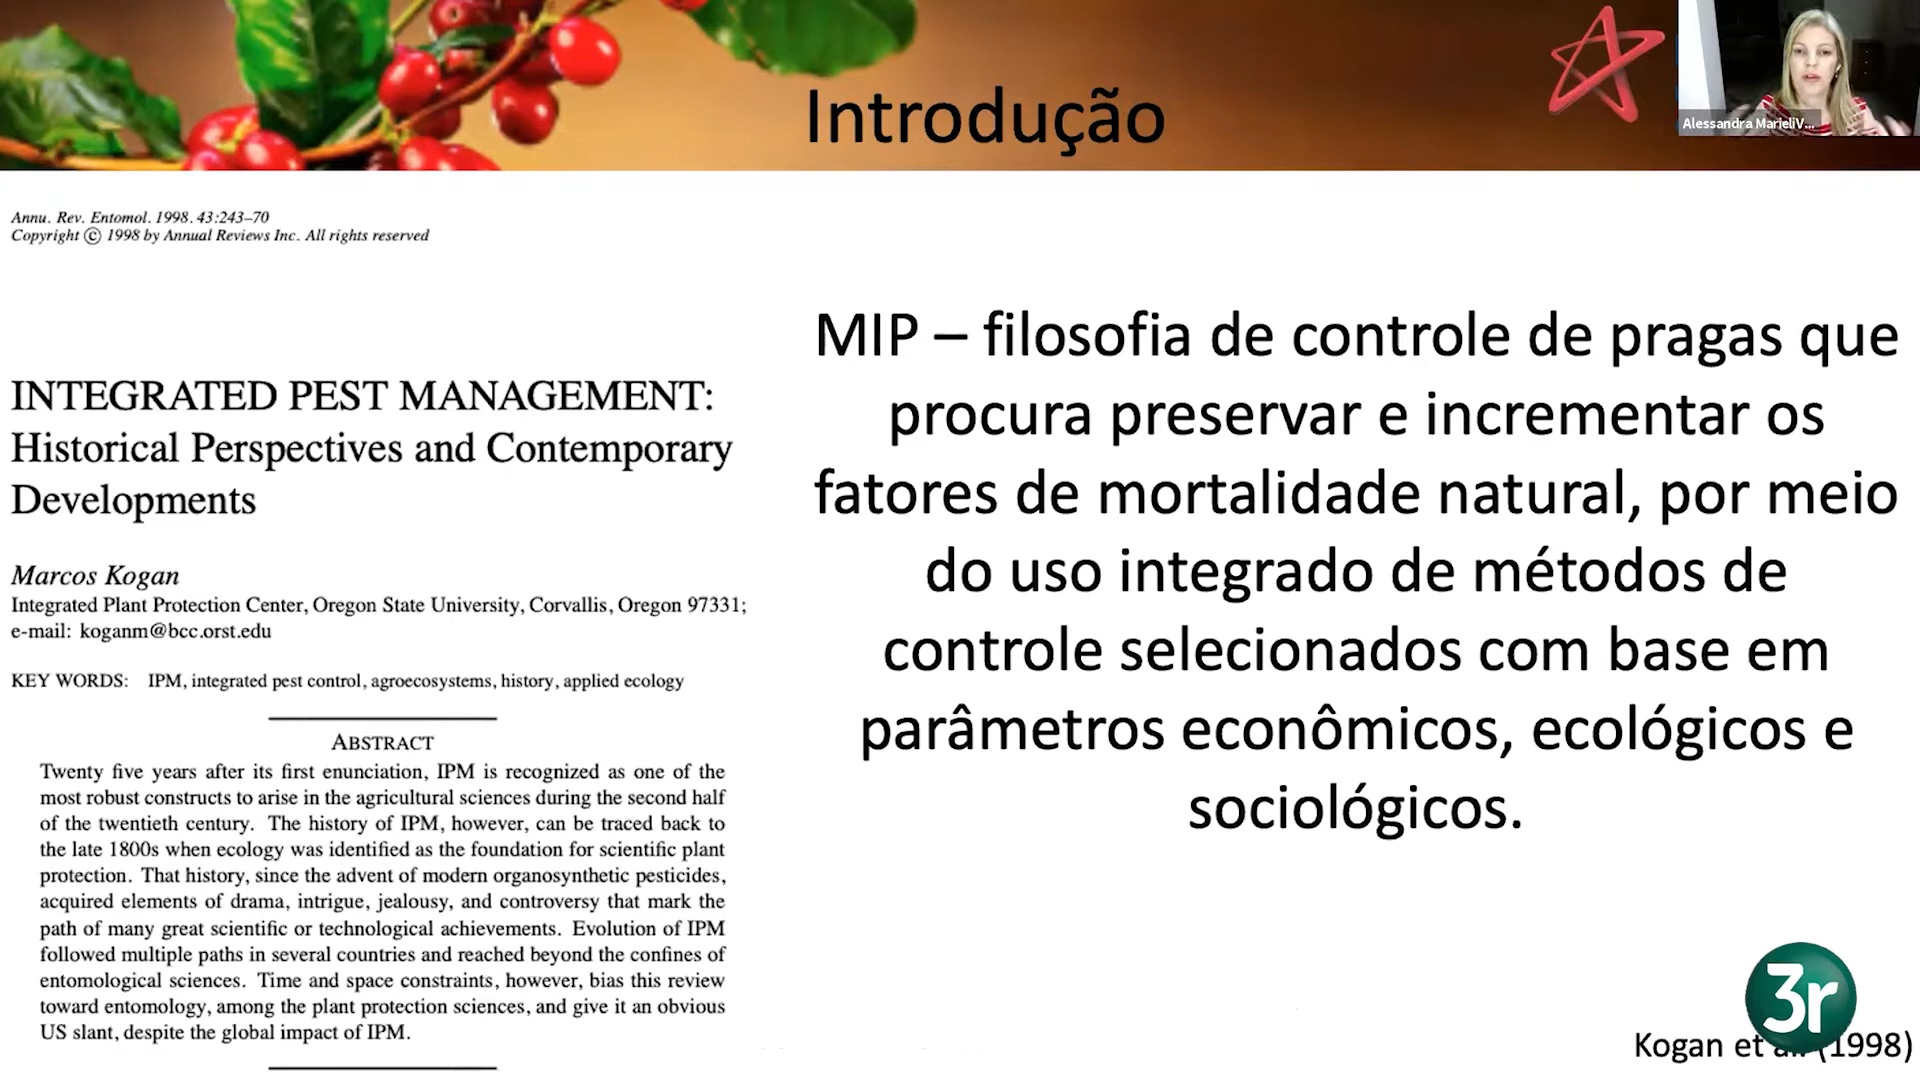 Introdução
Alessandra MarieliV...
Annu. Rev. Entomol. 1998. 43:243–70
Copyright © 1998 by Annual Reviews Inc. All rights reserved
INTEGRATED PEST MANAGEMENT:
Historical Perspectives and Contemporary
Developments
Marcos Kogan
Integrated Plant Protection Center, Oregon State University, Corvallis, Oregon 97331;
e-mail: koganm@bcc.orst.edu
KEY WORDS: IPM, integrated pest control, agroecosystems, history, applied ecology
ABSTRACT
Twenty five years after its first enunciation, IPM is recognized as one of the
most robust constructs to arise in the agricultural sciences during the second half
of the twentieth century. The history of IPM, however, can be traced back to
the late 1800s when ecology was identified as the foundation for scientific plant
protection. That history, since the advent of modern organosynthetic pesticides,
acquired elements of drama, intrigue, jealousy, and controversy that mark the
path of many great scientific or technological achievements. Evolution of IPM
followed multiple paths in several countries and reached beyond the confines of
entomological sciences. Time and space constraints, however, bias this review
toward entomology, among the plant protection sciences, and give it an obvious
US slant, despite the global impact of IPM.
MIP – filosofia de controle de pragas que
procura preservar e incrementar os
fatores de mortalidade natural, por meio
do uso integrado de métodos de
controle selecionados com base em
parâmetros econômicos, ecológicos e
sociológicos.
3r
Kogan et (1998)